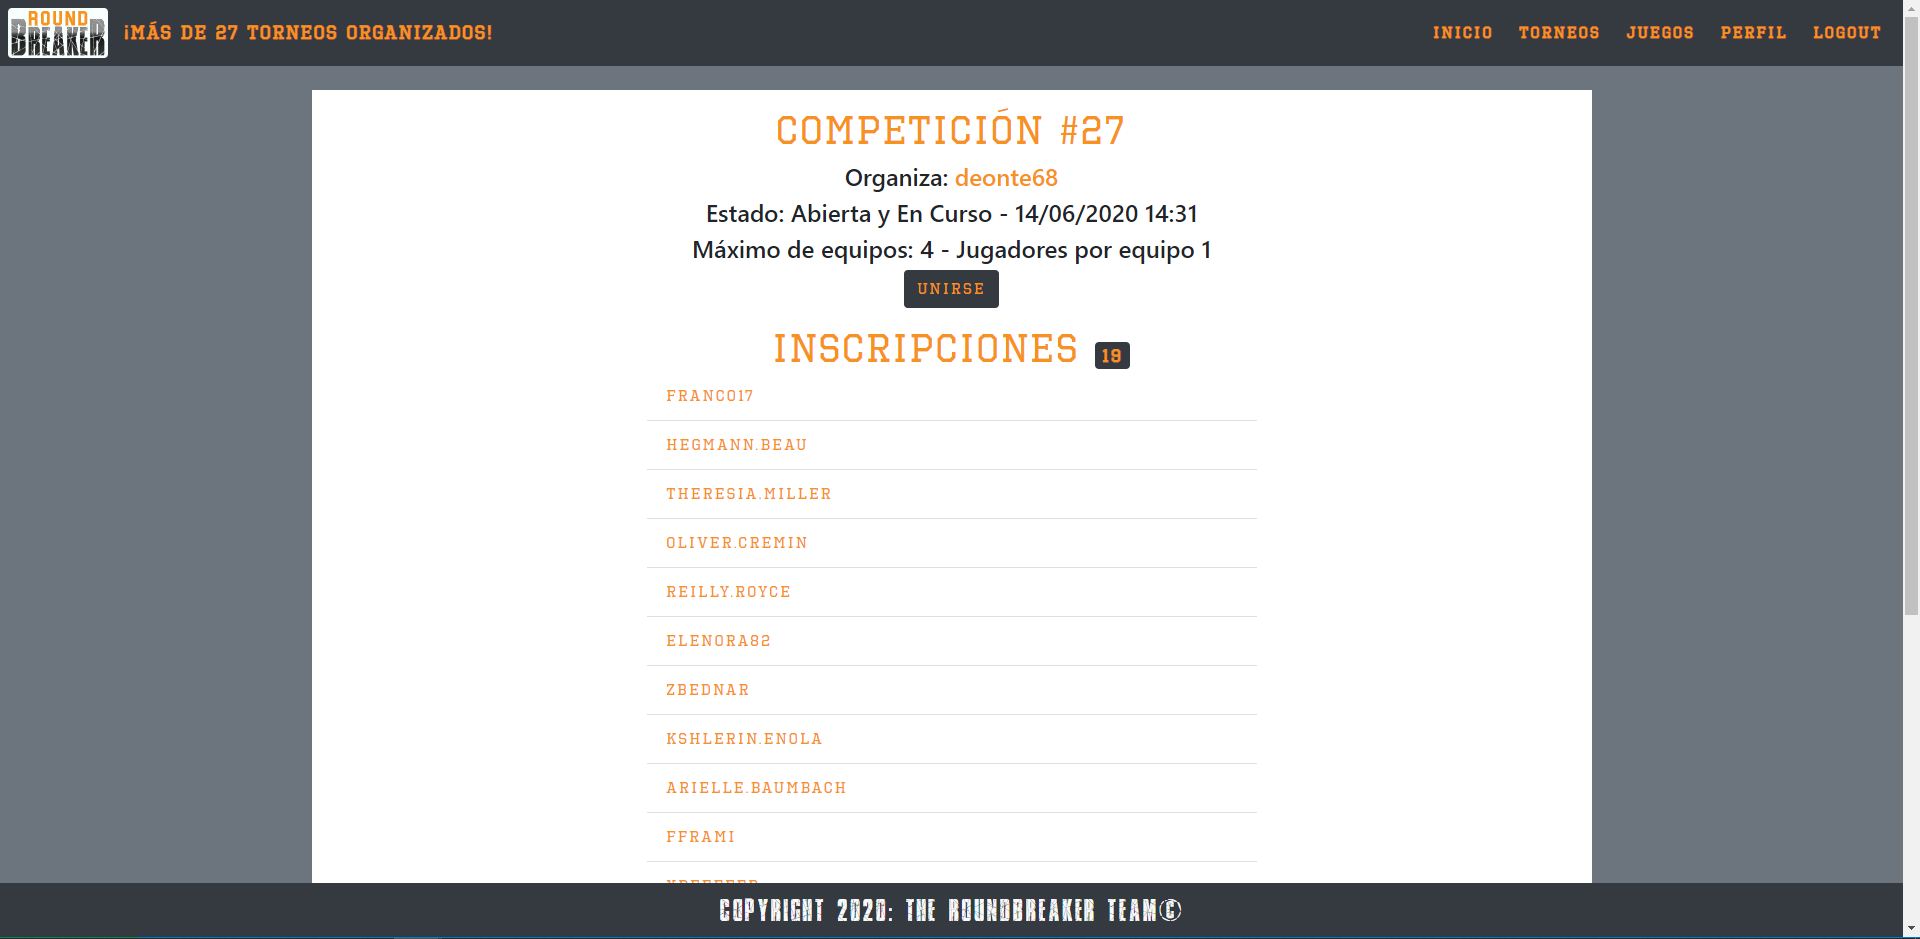 ROUND
BREAKER
¡MÁS DE 27 TORNEOS ORGANIZADOS!
INICIO TORNEOS JUEGOS PERFIL LOGOUT
COMPETICIÓN #27
Organiza: deonte68
Estado: Abierta y En Curso - 14/06/2020 14:31
Máximo de equipos: 4 - Jugadores por equipo 1
UNIRSE
INSCRIPCIONES 19
FRANCO17
HEGMANN.BEAU
THERESIA.MILLER
OLIVER.CREMIN
REILLY.ROYCE
ELENORA82
ZBEDNAR
KSHLERIN.ENOLA
ARIELLE.BAUMBACH
FFRAMI
COPYRIGHT 2020: THE ROUNDBREAKER TEAM©